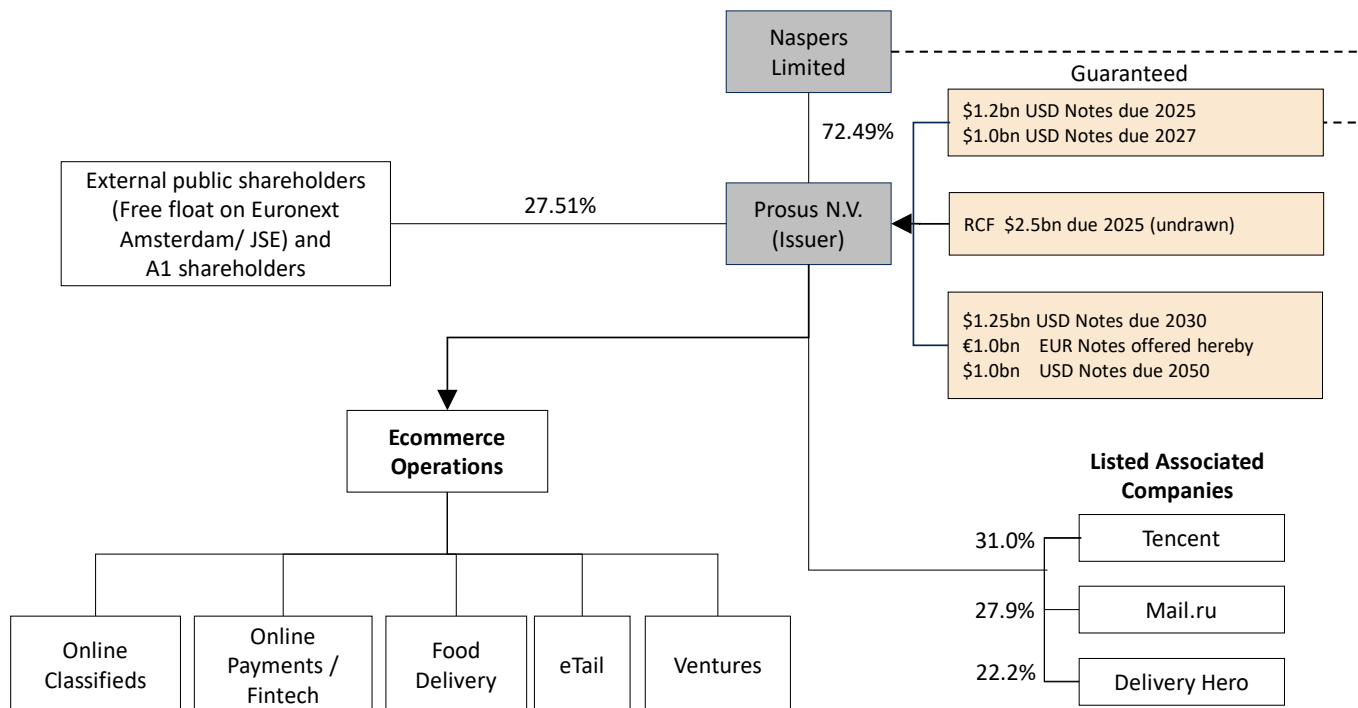 Naspers
Limited
Guaranteed
$1.2bn USD Notes due 2025
$1.0bn USD Notes due 2027
72.49%
External public shareholders
(Free float on Euronext
Amsterdam/ JSE) and
A1 shareholders
27.51%
Prosus N.V.
(Issuer)
RCF $2.5bn due 2025 (undrawn)
$1.25bn USD Notes due 2030
€1.0bn EUR Notes offered hereby
$1.0bn USD Notes due 2050
Ecommerce
Operations
Listed Associated
Companies
31.0%
Tencent
27.9%
Mail.ru
22.2%
Delivery Hero
Online
Classifieds
Online
Payments /
Fintech
Food
Delivery
eTail
Ventures